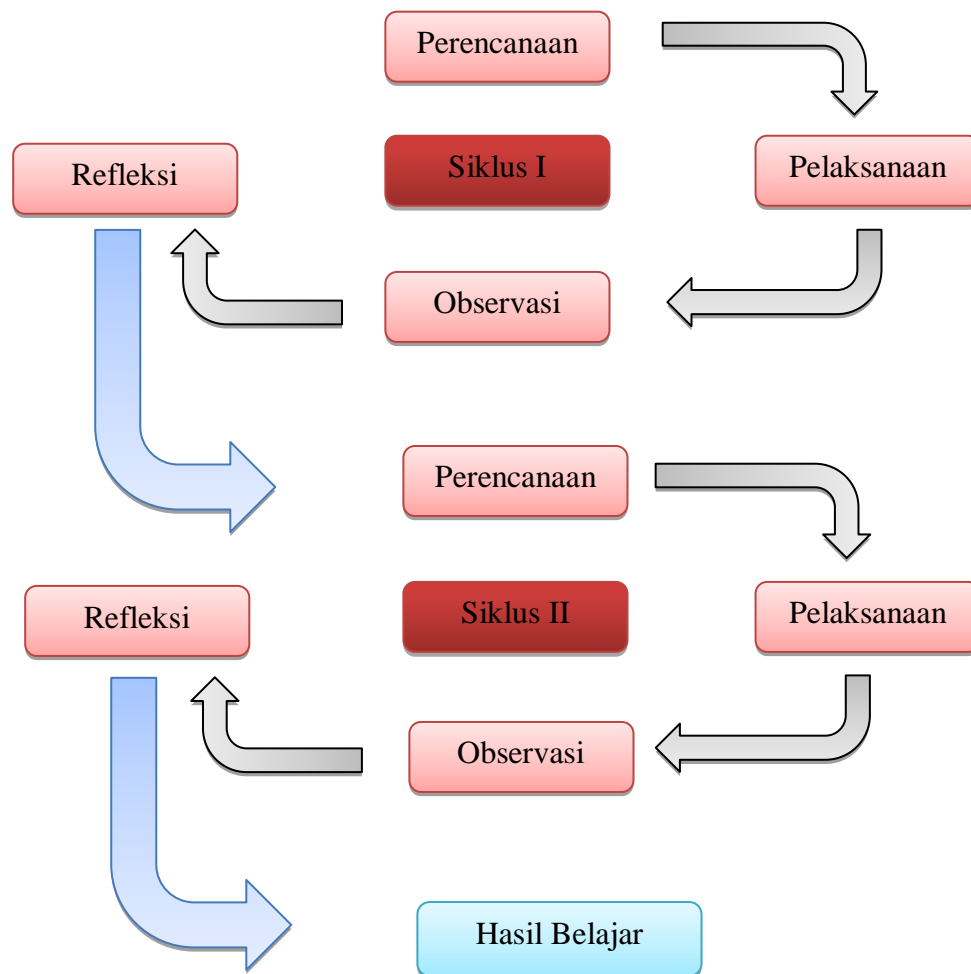 Perencanaan
Refleksi
Siklus I
Pelaksanaan
Observasi
Perencanaan
Refleksi
Siklus II
Pelaksanaan
Observasi
Hasil Belajar